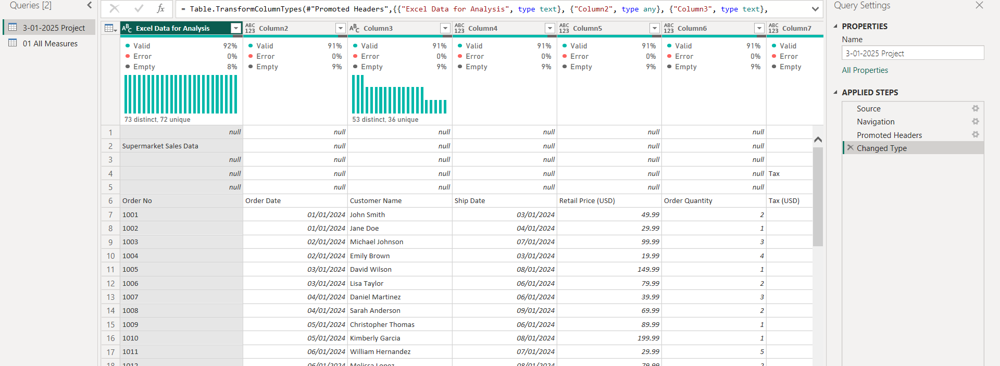 Queries [2]
3-01-2025 Project
01 All Measures
fx
= Table.TransformColumnTypes(#"Promoted Headers",{{"Excel Data for Analysis", type text}, {"Column2", type any}, {"Column3", type text},
ABC Excel Data for Analysis ABC 123 Column2 ABC Column3 ABC 123 Column4 ABC 123 Column5 ABC 123 Column6 ABC 123 Column7
Valid 92% Valid 91% Valid 91% Valid 91% Valid 91% Valid 91% Valid
Error 0% Error 0% Error 0% Error 0% Error 0% Error 0% Error
Empty 8% Empty 9% Empty 9% Empty 9% Empty 9% Empty 9% Empty
73 distinct, 72 unique 53 distinct, 36 unique
1 null null null null null null
2 Supermarket Sales Data null null null null null
3 null null null null null null
4 null null null null null null Tax
5 null null null null null null
6 Order No Order Date Customer Name Ship Date Retail Price (USD) Order Quantity Tax (USD)
7 1001 01/01/2024 John Smith 03/01/2024 49.99 2
8 1002 01/01/2024 Jane Doe 04/01/2024 29.99 1
9 1003 02/01/2024 Michael Johnson 07/01/2024 99.99 3
10 1004 02/01/2024 Emily Brown 03/01/2024 19.99 4
11 1005 03/01/2024 David Wilson 08/01/2024 149.99 1
12 1006 03/01/2024 Lisa Taylor 06/01/2024 79.99 2
13 1007 04/01/2024 Daniel Martinez 06/01/2024 39.99 3
14 1008 04/01/2024 Sarah Anderson 09/01/2024 69.99 2
15 1009 05/01/2024 Christopher Thomas 06/01/2024 89.99 1
16 1010 05/01/2024 Kimberly Garcia 08/01/2024 199.99 1
17 1011 06/01/2024 William Hernandez 07/01/2024 29.99 5
18 1012 06/01/2024 Melissa Lopez 08/01/2024 79.99 2
Query Settings
PROPERTIES
Name
3-01-2025 Project
All Properties
APPLIED STEPS
Source
Navigation
Promoted Headers
Changed Type